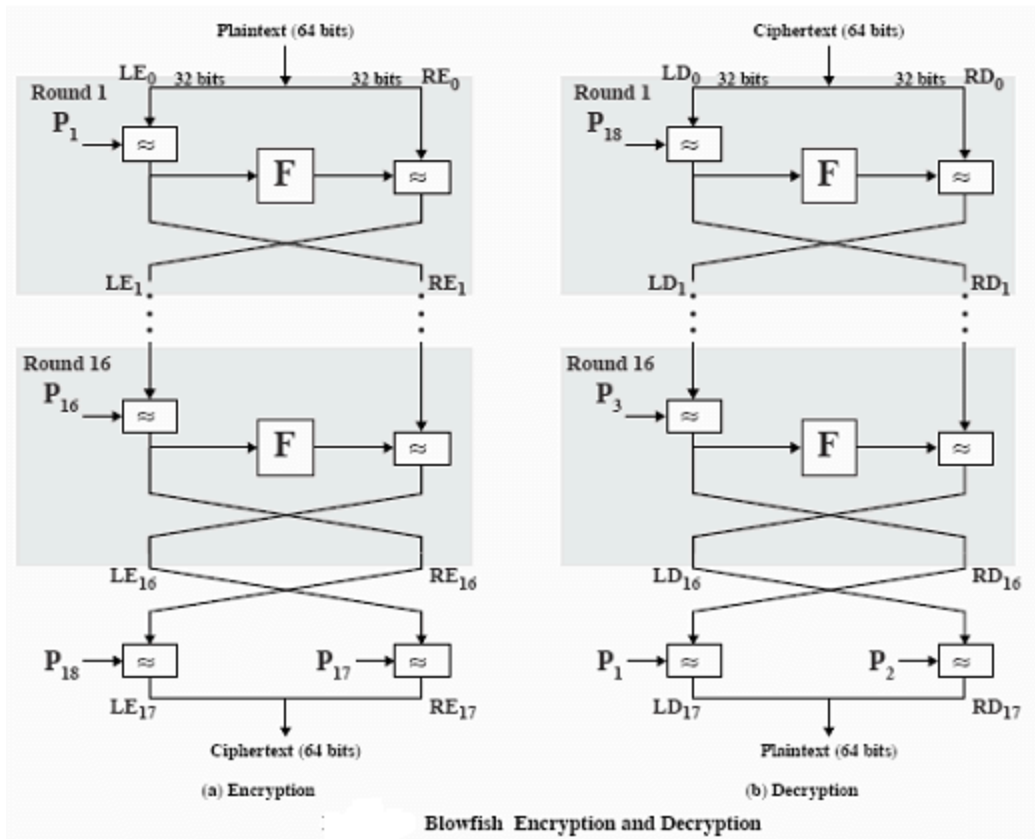 Plaintext (64 bits)
LE0 32 bits 32 bits RE0
Round 1
P1
≈
F
≈
LE1 RE1
Round 16
P16
≈
F
≈
LE16 RE16
P18
≈
P17
≈
LE17 RE17
Ciphertext (64 bits)
(a) Encryption
Ciphertext (64 bits)
LD0 32 bits 32 bits RD0
Round 1
P18
≈
F
≈
LD1 RD1
Round 16
P3
≈
F
≈
LD16 RD16
P1
≈
P2
≈
LD17 RD17
Plaintext (64 bits)
(b) Decryption
Blowfish Encryption and Decryption